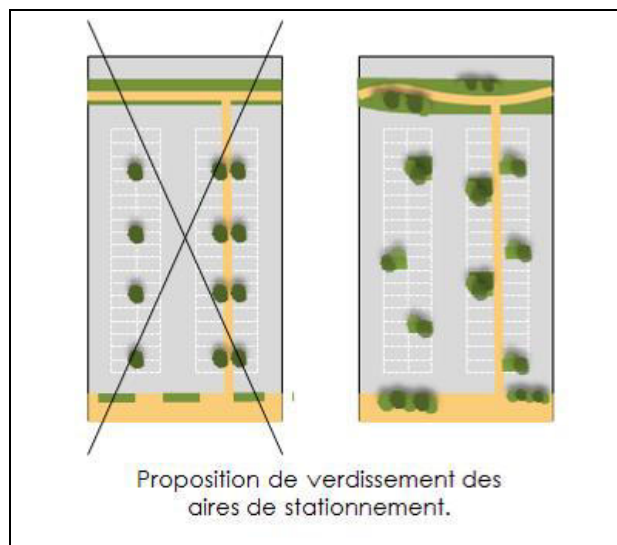 Proposition de verdissement des
aires de stationnement.